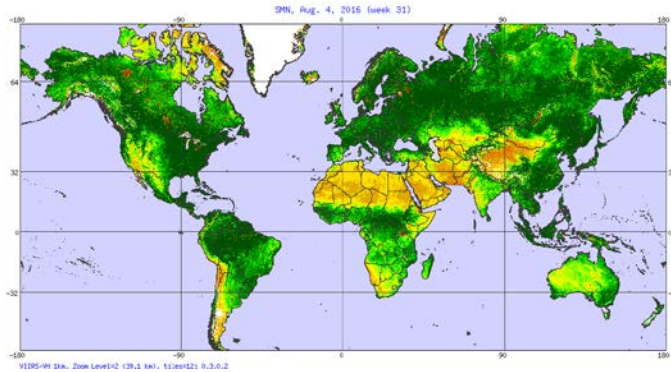 SMN, Aug. 4, 2016 (week 31)
-180 -90 0 90 180
64
32
0
-32
-180 -90 0 90 180
VIIRS-VH 1km, Zoom Level=2 (39.1 km), tiles=12: 0.3.0.2